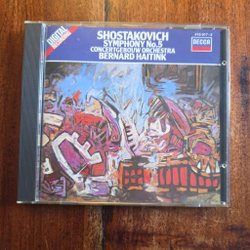 DIGITAL
SHOSTAKOVICH
SYMPHONY No.5
CONCERTGEBOUW ORCHESTRA
BERNARD HAITINK
DECCA